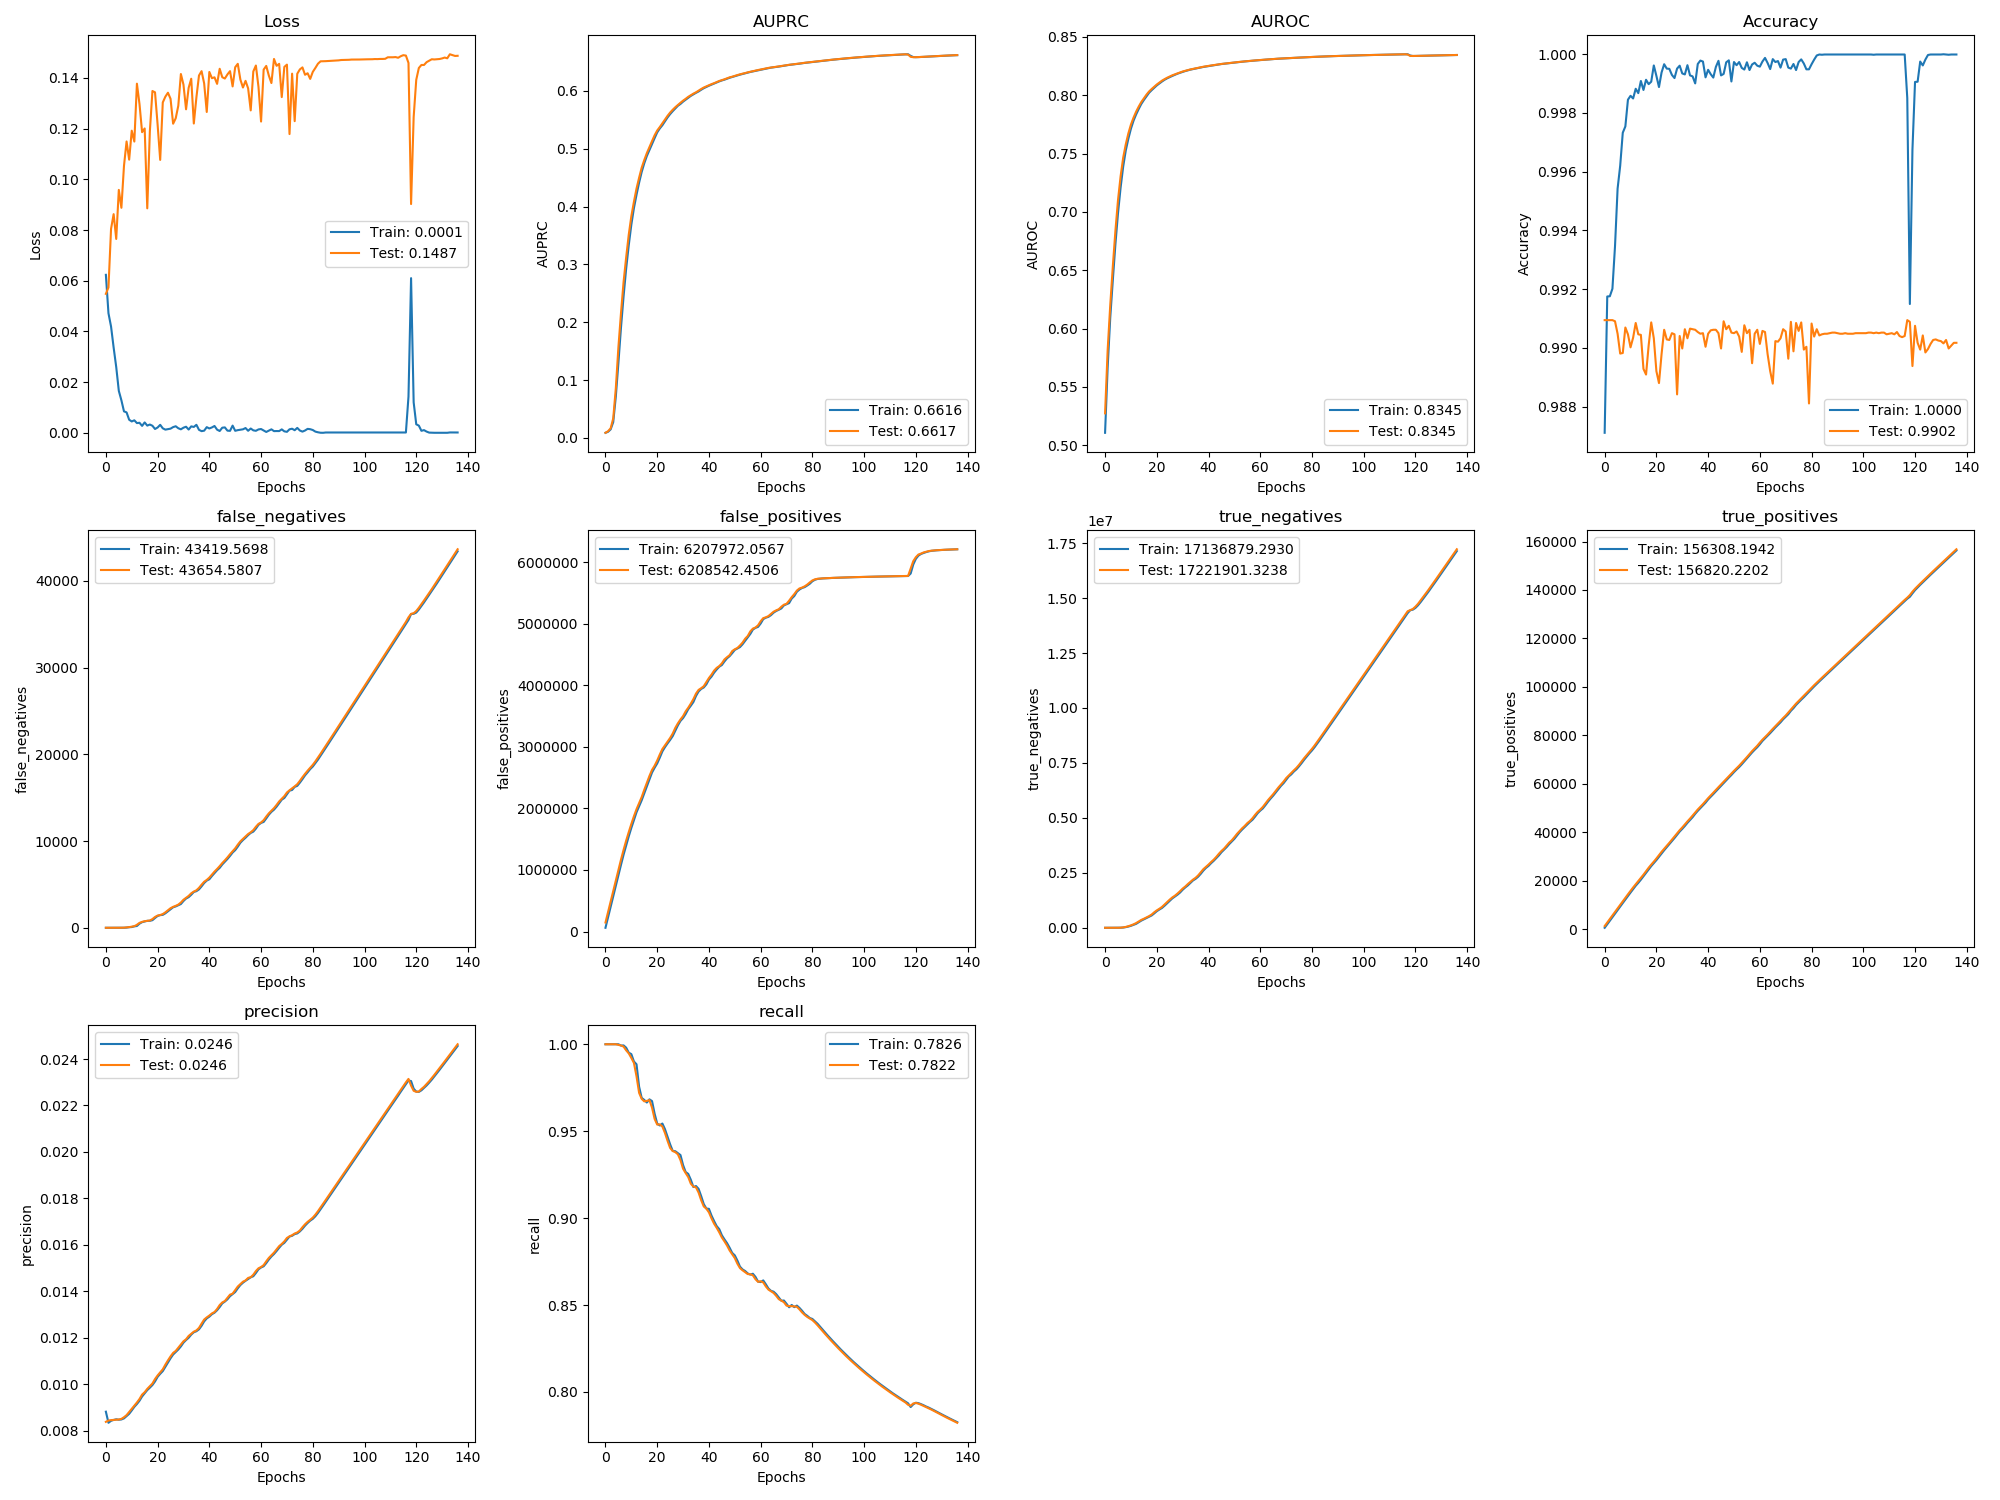 Loss
Loss
0.14
0.12
0.10
0.08
0.06
0.04
0.02
0.00
Train: 0.0001
Test: 0.1487
0 20 40 60 80 100 120 140
Epochs
AUPRC
AUPRC
0.6
0.5
0.4
0.3
0.2
0.1
0.0
Train: 0.6616
Test: 0.6617
0 20 40 60 80 100 120 140
Epochs
AUROC
AUROC
0.85
0.80
0.75
0.70
0.65
0.60
0.55
0.50
Train: 0.8345
Test: 0.8345
0 20 40 60 80 100 120 140
Epochs
Accuracy
Accuracy
1.000
0.998
0.996
0.994
0.992
0.990
0.988
Train: 1.0000
Test: 0.9902
0 20 40 60 80 100 120 140
Epochs
false_negatives
false_negatives
40000
30000
20000
10000
0
Train: 43419.5698
Test: 43654.5807
0 20 40 60 80 100 120 140
Epochs
false_positives
false_positives
6000000
5000000
4000000
3000000
2000000
1000000
0
Train: 6207972.0567
Test: 6208542.4506
0 20 40 60 80 100 120 140
Epochs
true_negatives
1e7
true_negatives
1.75
1.50
1.25
1.00
0.75
0.50
0.25
0.00
Train: 17136879.2930
Test: 17221901.3238
0 20 40 60 80 100 120 140
Epochs
true_positives
true_positives
160000
140000
120000
100000
80000
60000
40000
20000
0
Train: 156308.1942
Test: 156820.2202
0 20 40 60 80 100 120 140
Epochs
precision
precision
0.024
0.022
0.020
0.018
0.016
0.014
0.012
0.010
0.008
Train: 0.0246
Test: 0.0246
0 20 40 60 80 100 120 140
Epochs
recall
recall
1.00
0.95
0.90
0.85
0.80
Train: 0.7826
Test: 0.7822
0 20 40 60 80 100 120 140
Epochs